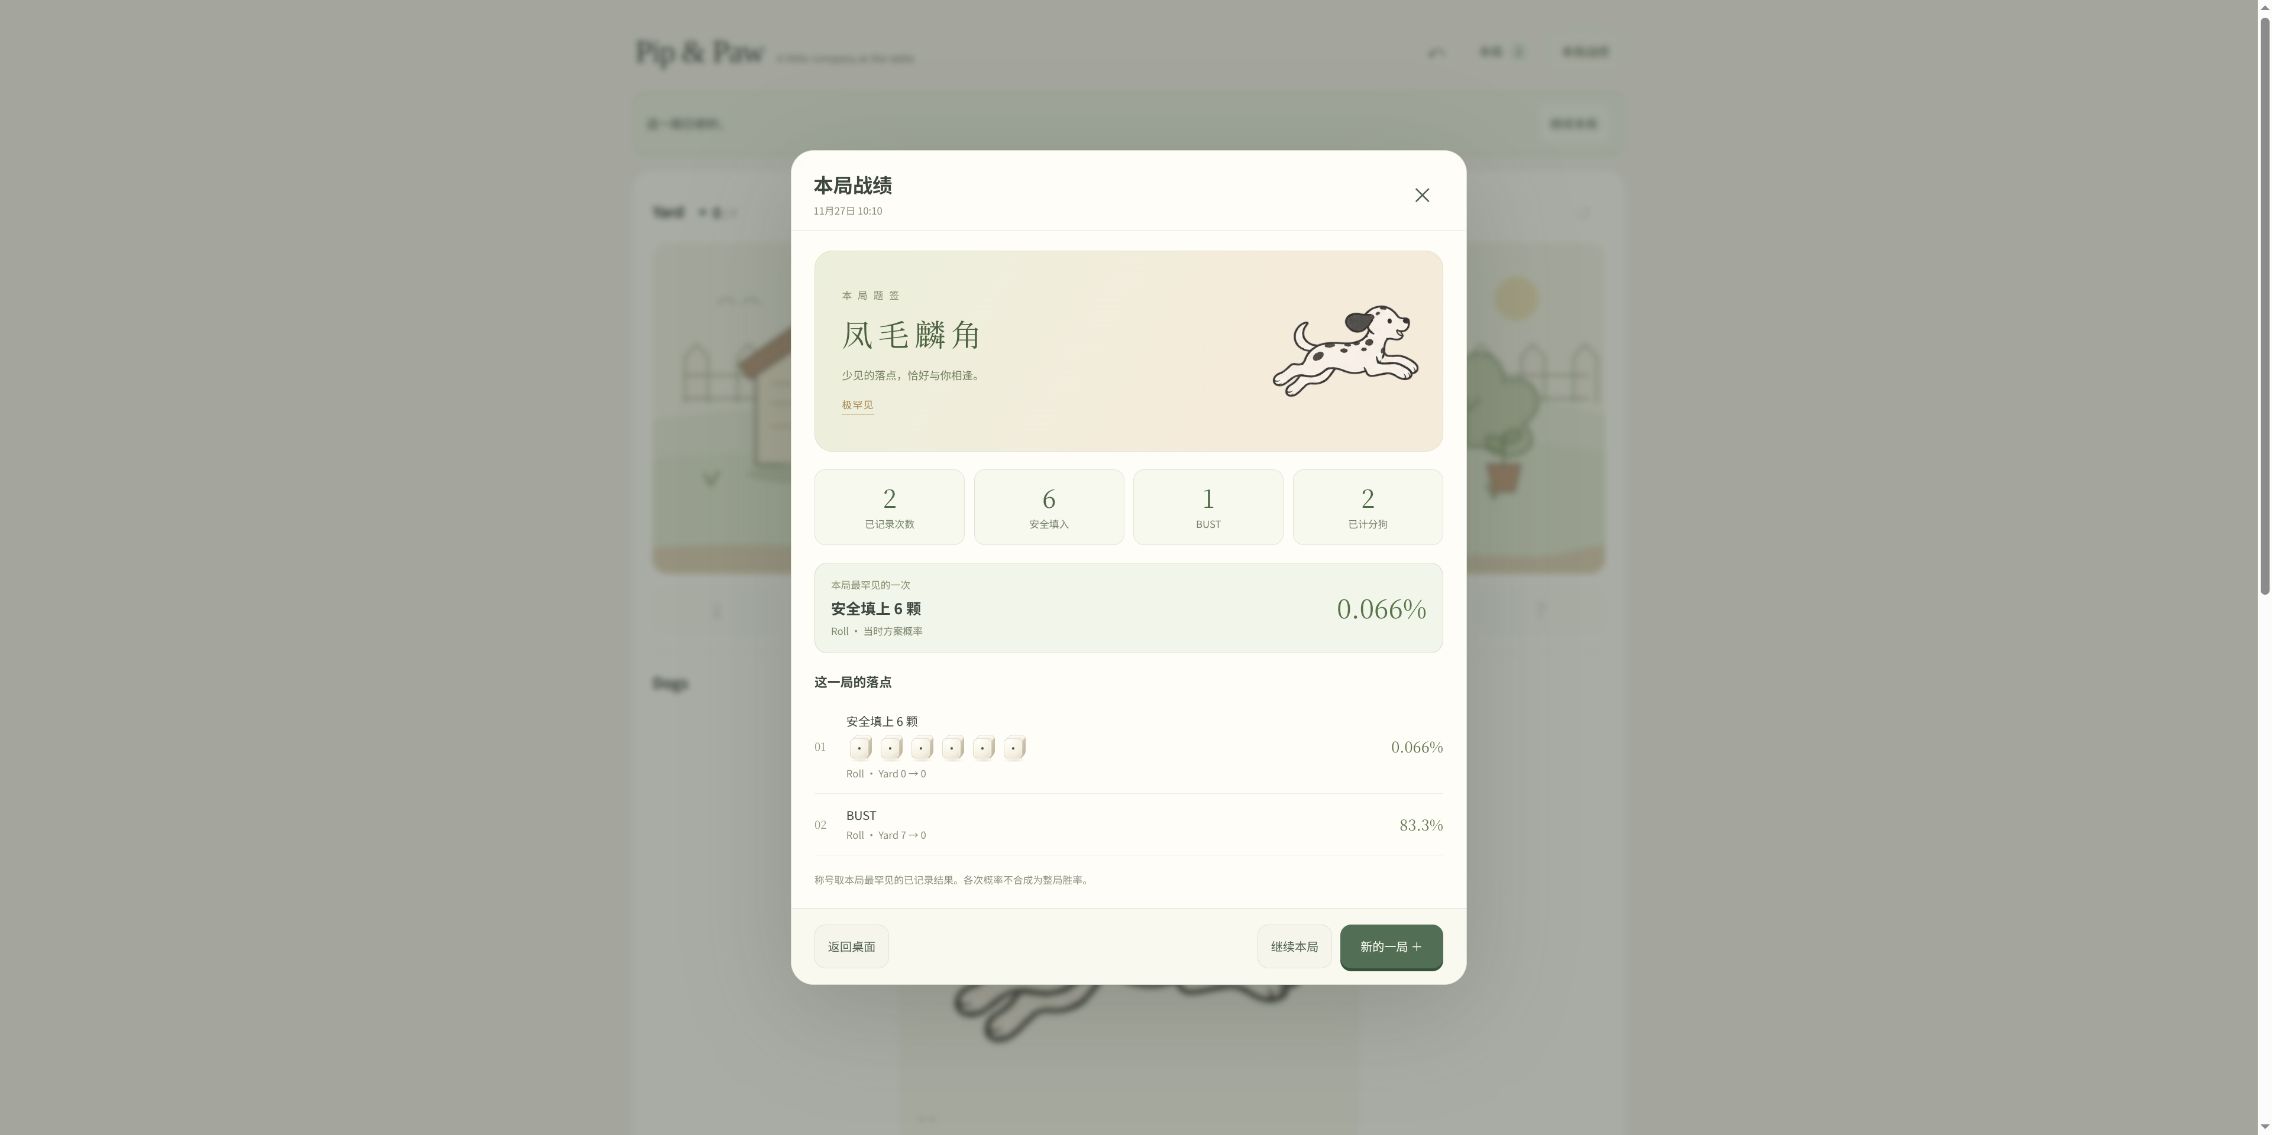 Pip & Paw
Yard
本局战绩
11月27日 10:10
本局题签
凤毛麟角
少见的落点，恰好与你相逢。
极罕见
2
已记录次数
6
安全填入
1
BUST
2
已计分狗
本局最罕见的一次
安全填上 6 颗
Roll · 当时方案概率
0.066%
这一局的落点
01
安全填上 6 颗
Roll · Yard 0 → 0
0.066%
02
BUST
Roll · Yard 7 → 0
83.3%
称号取本局最罕见的已记录结果。各次概率不合成为整局胜率。
返回桌面
继续本局
新的一局 +
Dogs